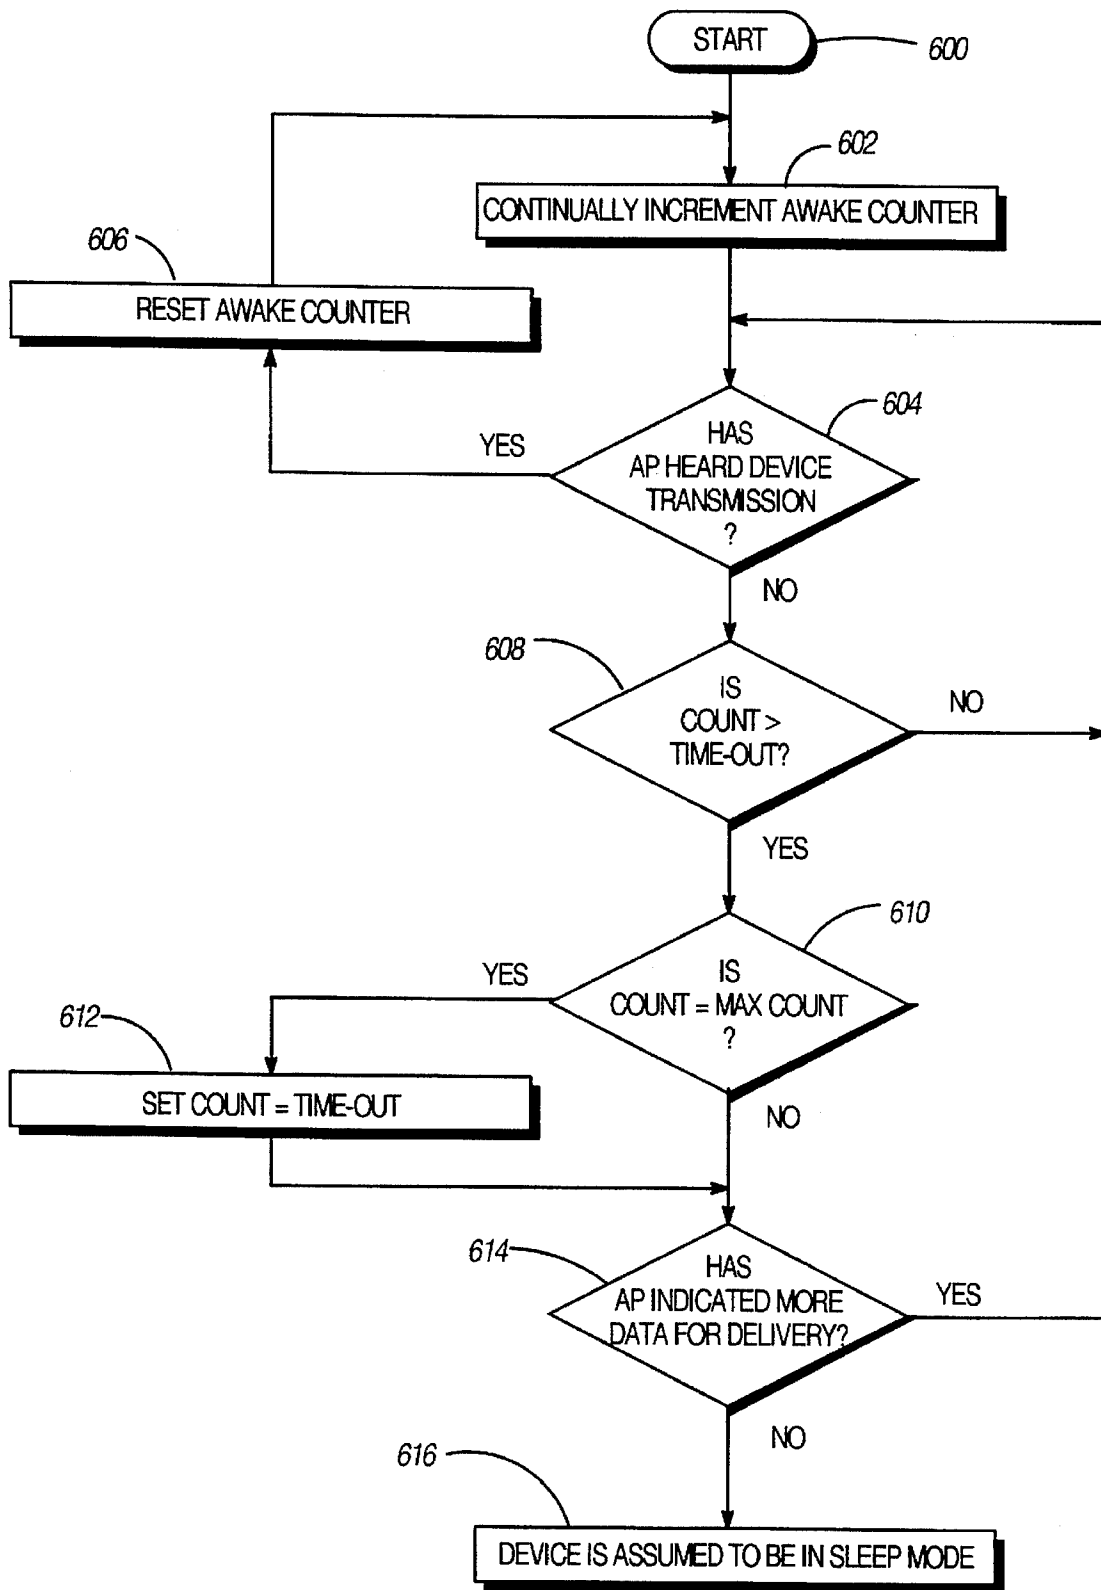 START
600
602
CONTINUALLY INCREMENT AWAKE COUNTER
606
RESET AWAKE COUNTER
604
YES
HAS
AP HEARD DEVICE
TRANSMISSION
?
NO
608
IS
COUNT >
TIME-OUT?
NO
YES
610
YES
IS
COUNT = MAX COUNT
?
612
SET COUNT = TIME-OUT
NO
614
HAS
AP INDICATED MORE
DATA FOR DELIVERY?
YES
NO
616
DEVICE IS ASSUMED TO BE IN SLEEP MODE